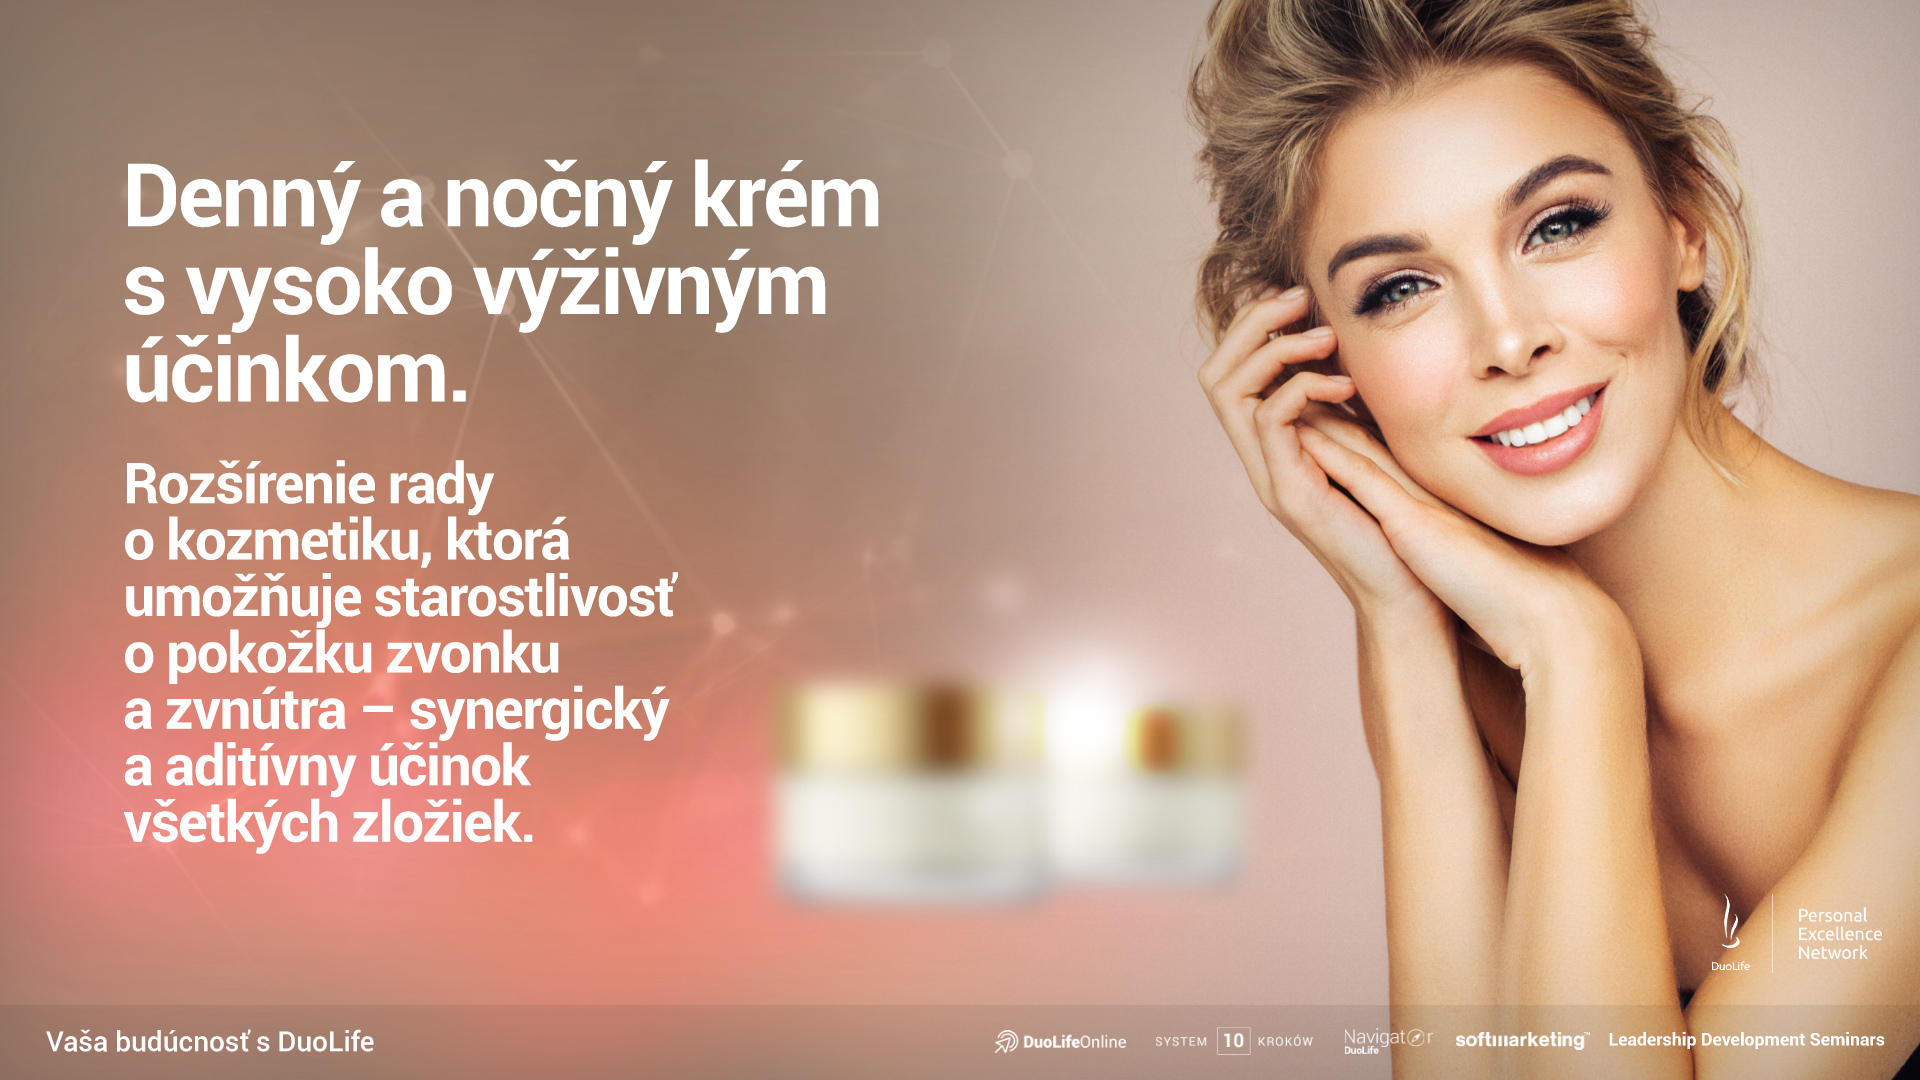 Denný a nočný krém
s vysoko výživným
účinkom.
Rozšírenie rady
o kozmetiku, ktorá
umožňuje starostlivosť
o pokožku zvonku
a zvnútra – synergický
a aditívny účinok
všetkých zložiek.
DuoLife
Personal
Excellence
Network
Vaša budúcnosť s DuoLife
DuoLifeOnline
SYSTEM 10 KROKÓW
Navigator
DuoLife
softmarketing™
Leadership Development Seminars